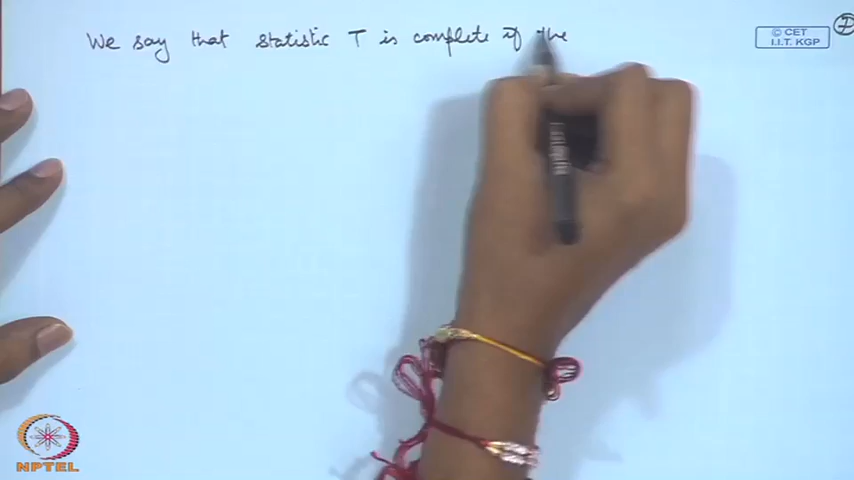 We say that statistic T is complete if the
© CET
I.I.T. KGP
NPTEL